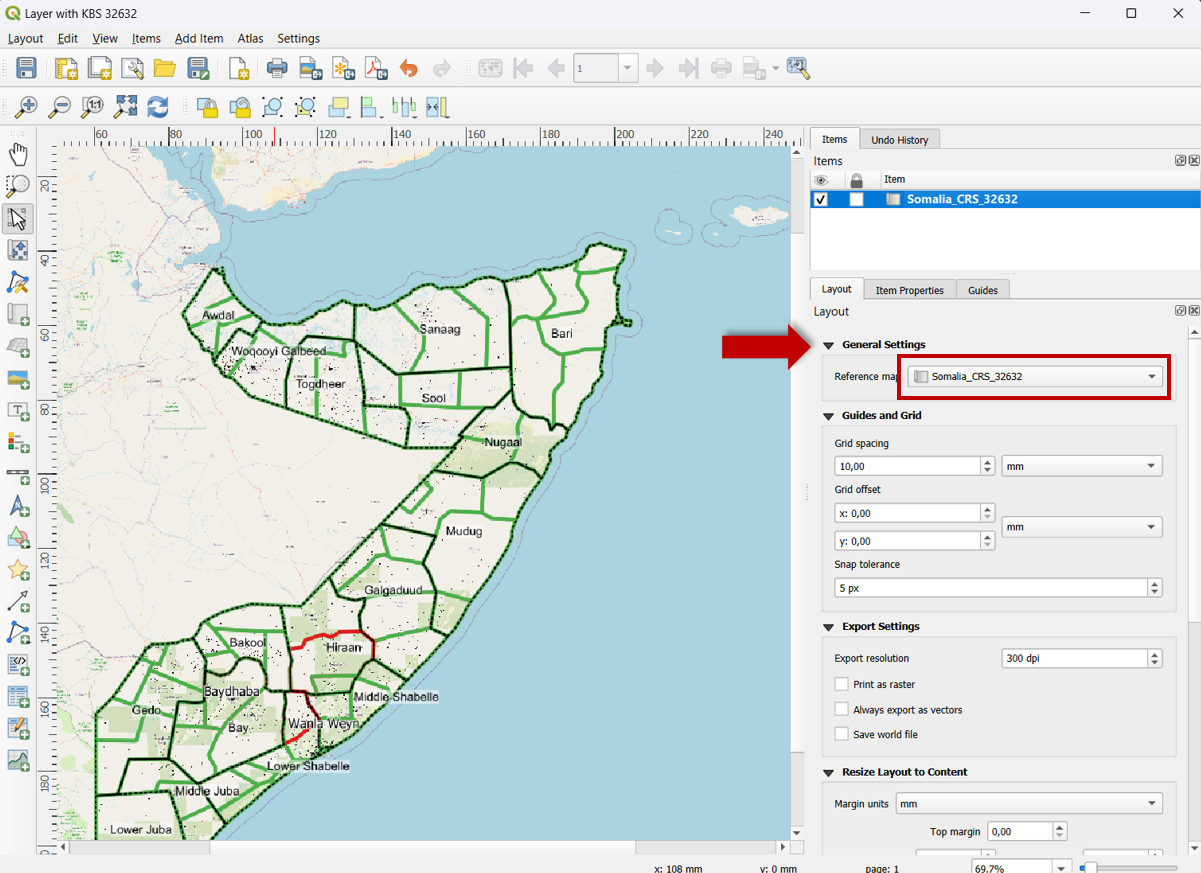 Layer with KBS 32632
Layout Edit View Items Add Item Atlas Settings
1
1:1
60 80 100 120 140 160 180 200 220 240
20
40
60
80
100
120
140
160
180
Awdal
Woqooyi Galbeed
Togdheer
Sanaag
Sool
Bari
Nugaal
Mudug
Galgaduud
Hiraan
Bakool
Baydhaba
Middle Shabelle
Gedo
Bay
Wanla Weyn
Lower Shabelle
Middle Juba
Lower Juba
Items Undo History
Items
Item
Somalia_CRS_32632
Layout Item Properties Guides
Layout
General Settings
Reference map Somalia_CRS_32632
Guides and Grid
Grid spacing
10,00 mm
Grid offset
x: 0,00
mm
y: 0,00
Snap tolerance
5 px
Export Settings
Export resolution 300 dpi
Print as raster
Always export as vectors
Save world file
Resize Layout to Content
Margin units mm
Top margin 0,00
x: 108 mm y: 0 mm page: 1 69.7%